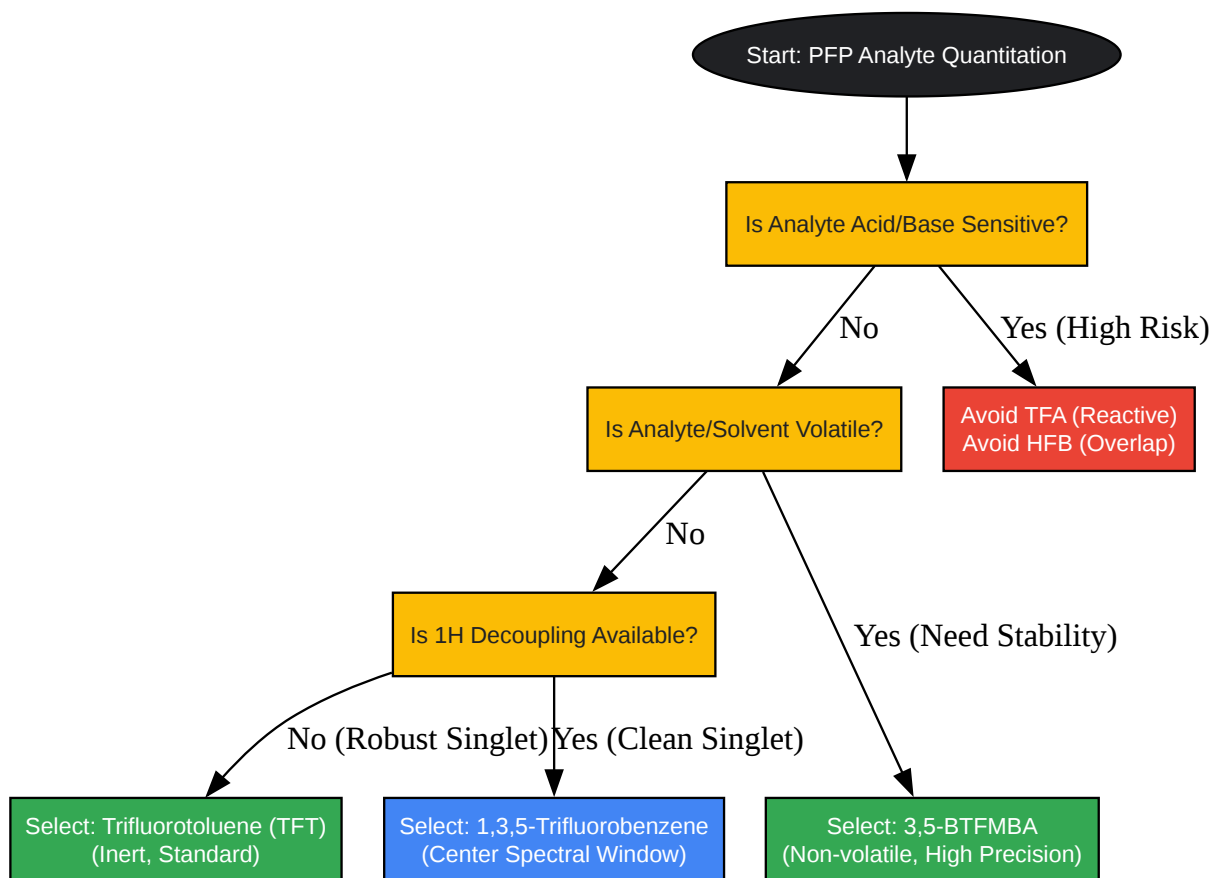 Start: PFP Analyte Quantitation
Is Analyte Acid/Base Sensitive?
No
Yes (High Risk)
Is Analyte/Solvent Volatile?
Avoid TFA (Reactive)
Avoid HFB (Overlap)
No
Is 1H Decoupling Available?
Yes (Need Stability)
No (Robust Singlet)
Yes (Clean Singlet)
Select: Trifluorotoluene (TFT)
(Inert, Standard)
Select: 1,3,5-Trifluorobenzene
(Center Spectral Window)
Select: 3,5-BTFMBA
(Non-volatile, High Precision)